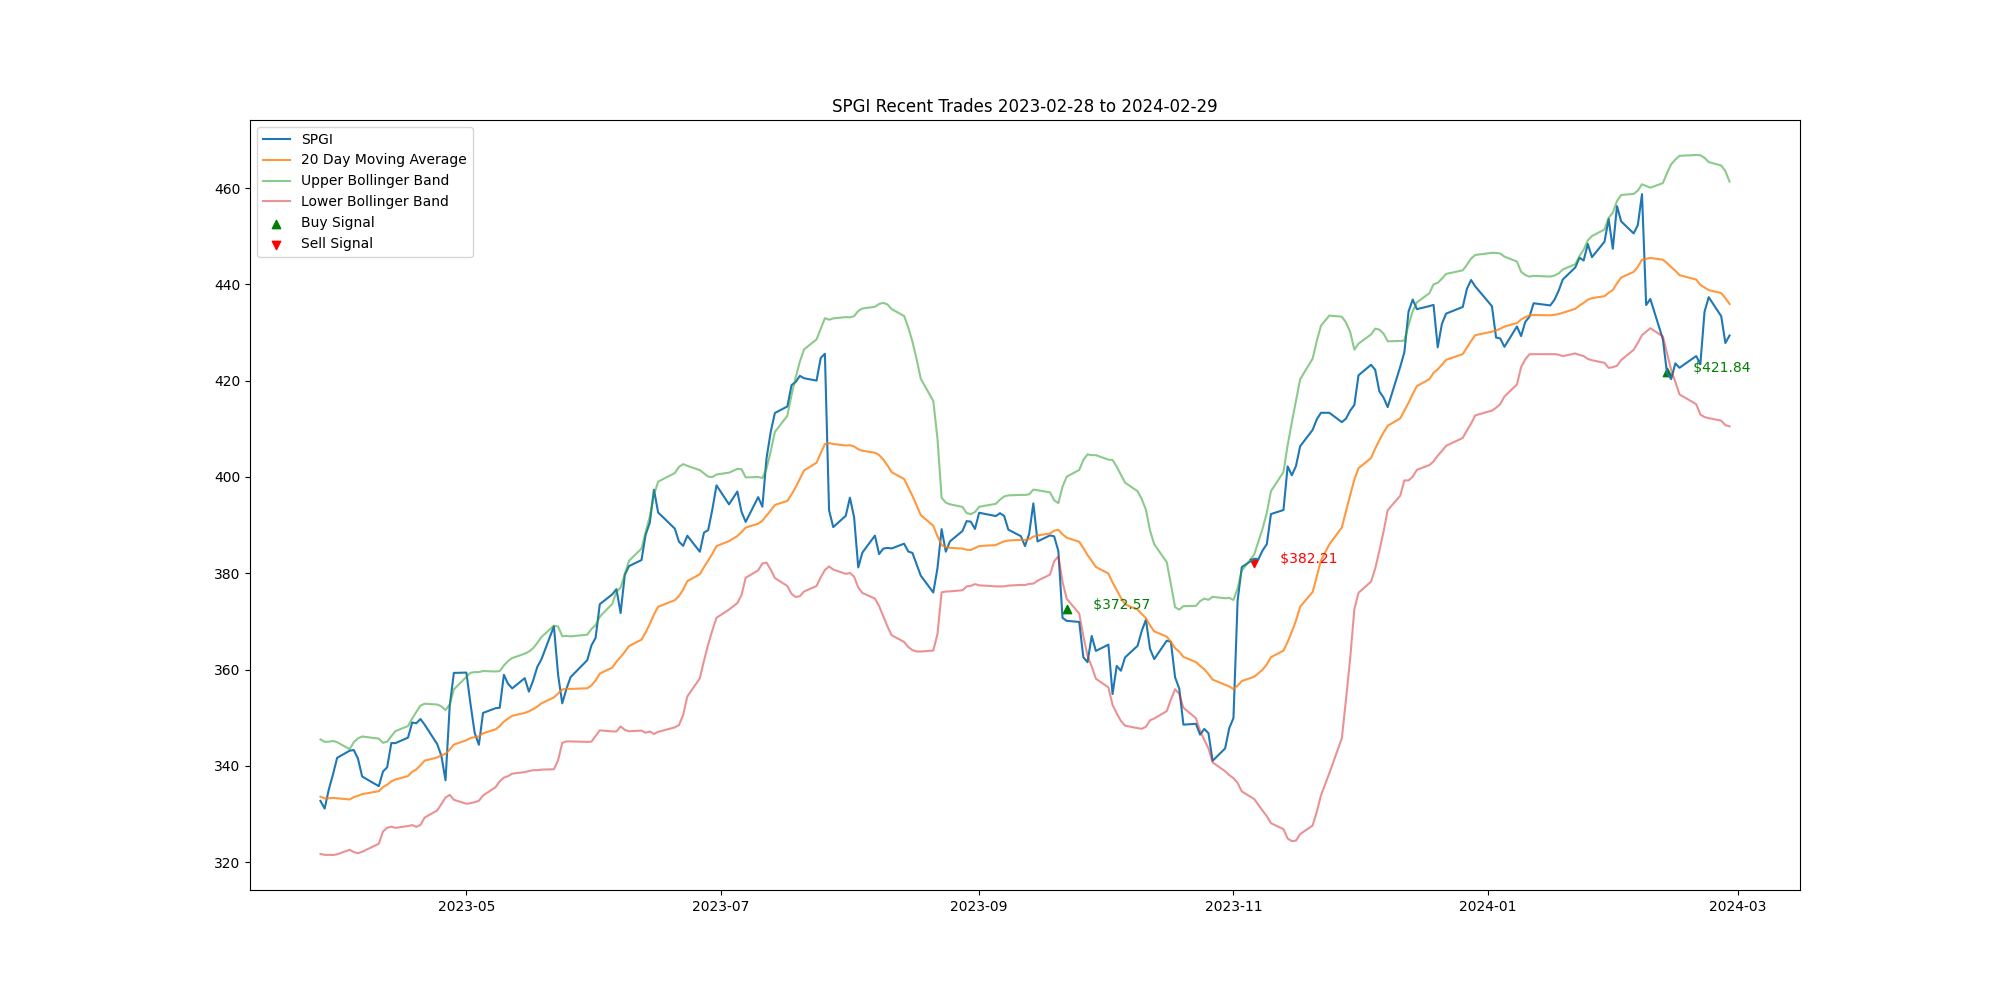 SPGI Recent Trades 2023-02-28 to 2024-02-29
SPGI
20 Day Moving Average
Upper Bollinger Band
Lower Bollinger Band
Buy Signal
Sell Signal
460
440
420
400
380
360
340
320
$421.84
$382.21
$372.57
2023-05
2023-07
2023-09
2023-11
2024-01
2024-03